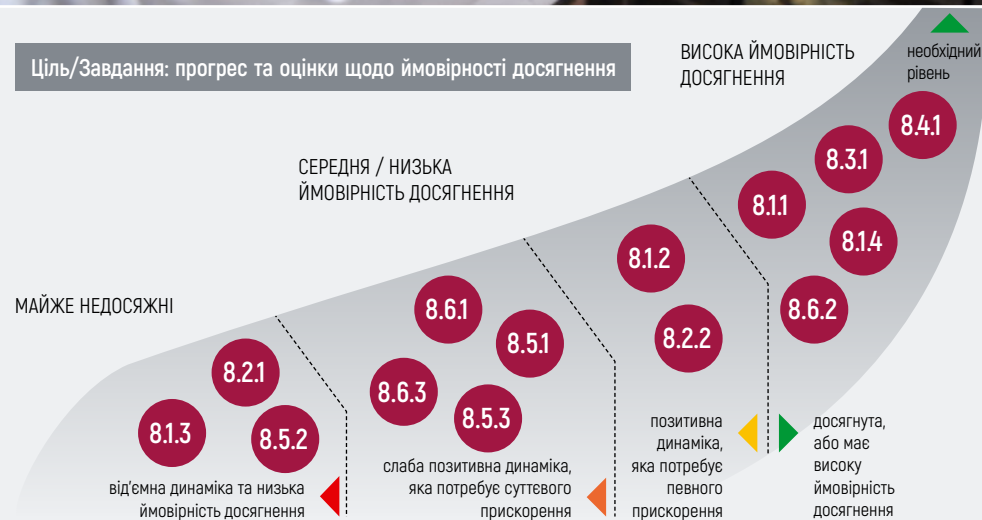 Ціль/Завдання: прогрес та оцінки щодо ймовірності досягнення
ВИСОКА ЙМОВІРНІСТЬ
ДОСЯГНЕННЯ
необхідний
рівень
8.4.1
8.3.1
8.1.1
8.1.4
8.6.2
СЕРЕДНЯ / НИЗЬКА
ЙМОВІРНІСТЬ ДОСЯГНЕННЯ
8.1.2
8.2.2
8.6.1
8.5.1
8.6.3
8.5.3
МАЙЖЕ НЕДОСЯЖНІ
8.2.1
8.1.3
8.5.2
від'ємна динаміка та низька
ймовірність досягнення
слаба позитивна динаміка,
яка потребує суттєвого
прискорення
позитивна
динаміка,
яка потребує
певного
прискорення
досягнута,
або має
високу
ймовірність
досягнення